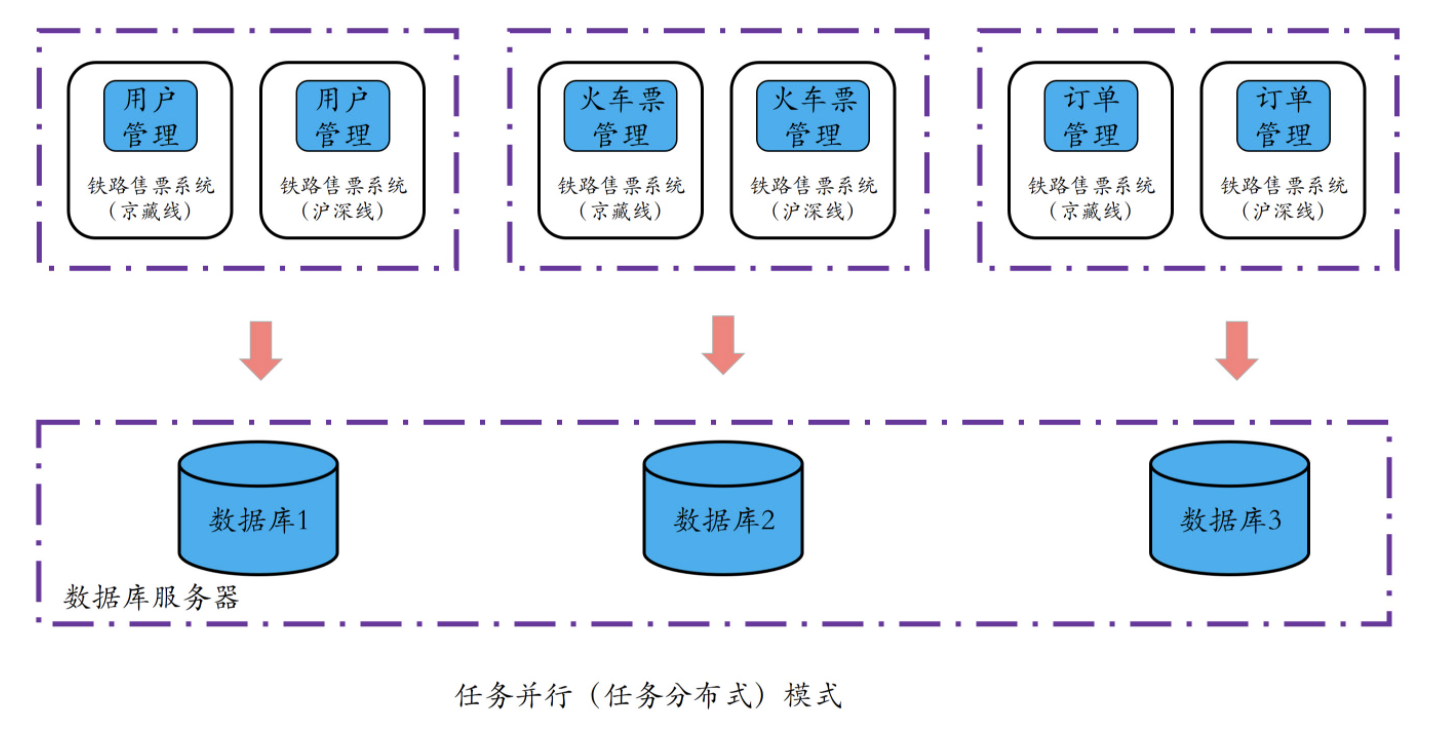 用户
管理
铁路售票系统
（京藏线）
用户
管理
铁路售票系统
（沪深线）
火车票
管理
铁路售票系统
（京藏线）
火车票
管理
铁路售票系统
（沪深线）
订单
管理
铁路售票系统
（京藏线）
订单
管理
铁路售票系统
（沪深线）
数据库1
数据库2
数据库3
数据库服务器
任务并行（任务分布式）模式